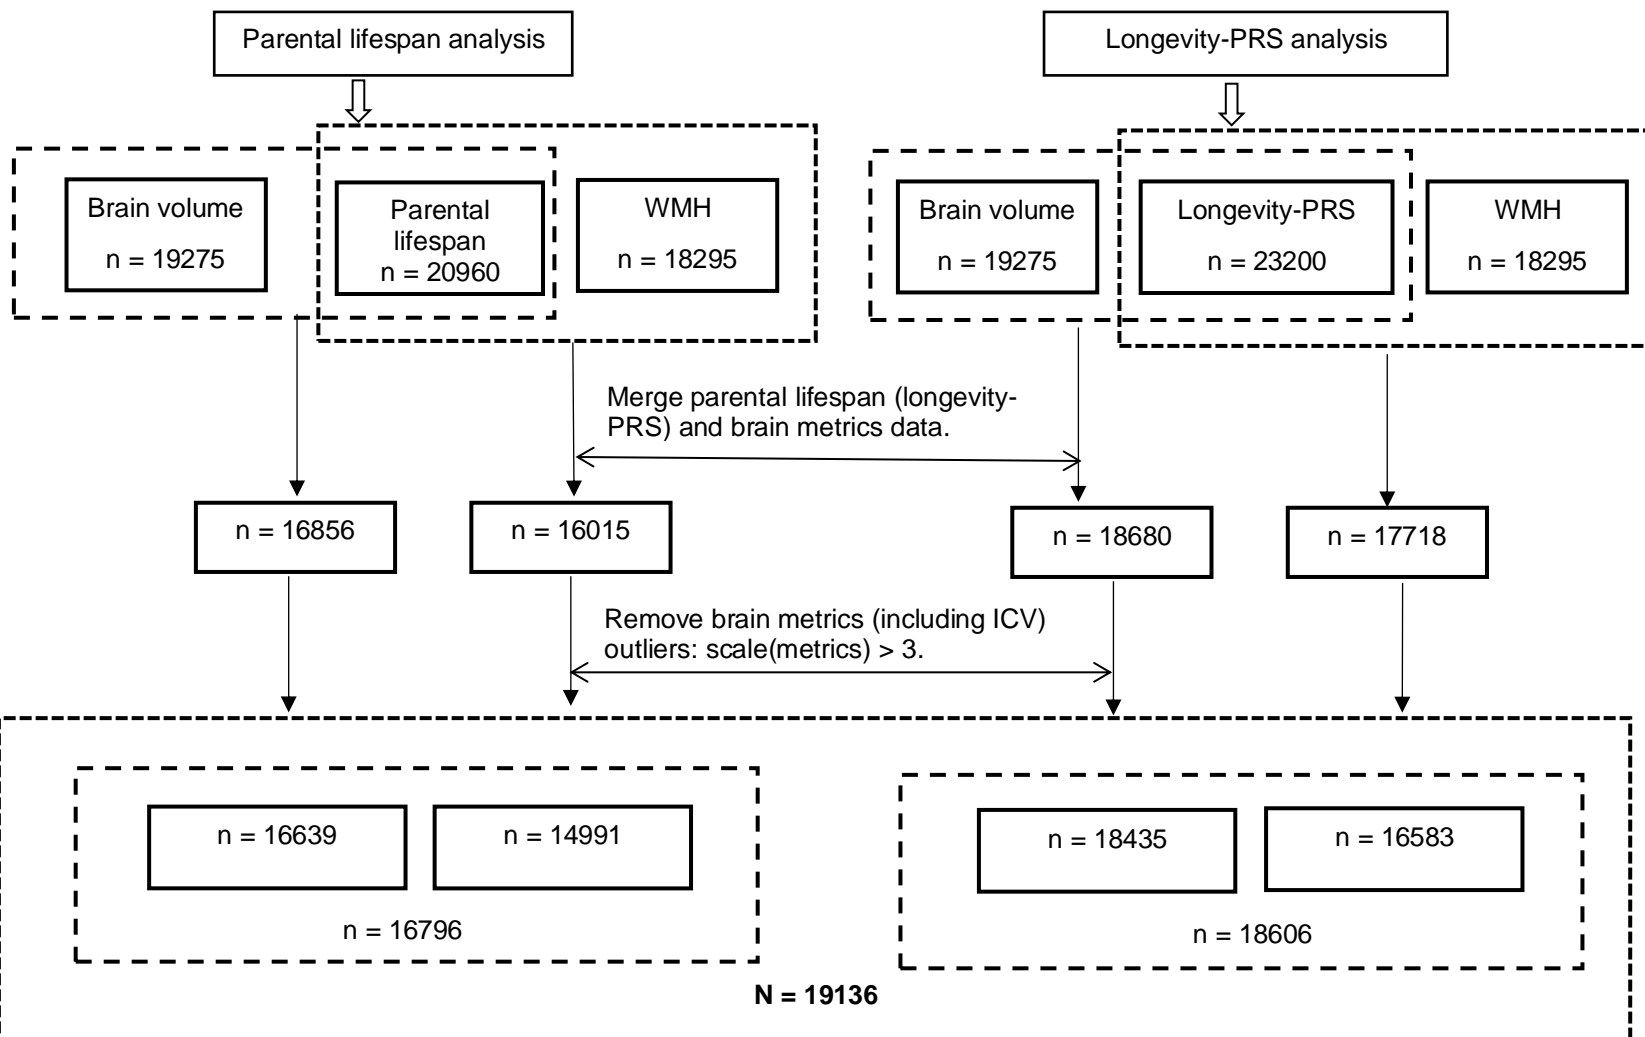 Parental lifespan analysis
Longevity-PRS analysis
Brain volume
n = 19275
Parental
lifespan
n = 20960
WMH
n = 18295
Brain volume
n = 19275
Longevity-PRS
n = 23200
WMH
n = 18295
Merge parental lifespan (longevity-
PRS) and brain metrics data.
n = 16856
n = 16015
n = 18680
n = 17718
Remove brain metrics (including ICV)
outliers: scale(metrics) > 3.
n = 16639
n = 14991
n = 18435
n = 16583
n = 16796
n = 18606
N = 19136